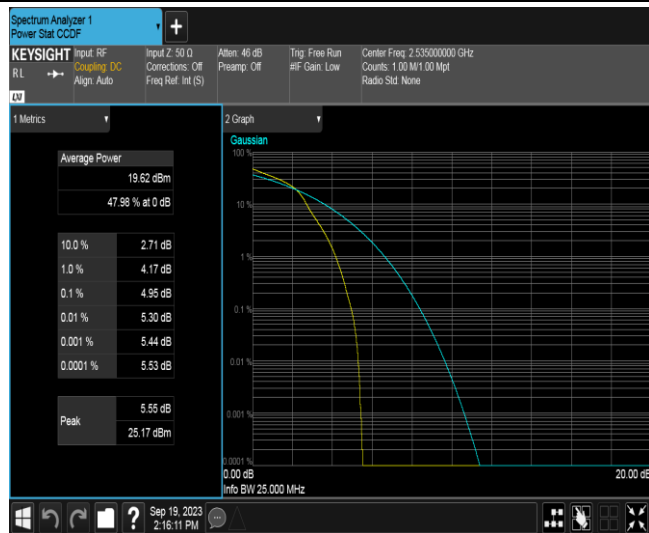 Spectrum Analyzer 1
Power Stat CCDF
+
KEYSIGHT
RL
Input: RF
Coupling: DC
Align: Auto
Input Z: 50 Ω
Corrections: Off
Freq Ref: Int (S)
Atten: 46 dB
Preamp: Off
Trig: Free Run
#IF Gain: Low
Center Freq: 2.535000000 GHz
Counts: 1.00 M/1.00 Mpt
Radio Std: None
1 Metrics
Average Power
19.62 dBm
47.98 % at 0 dB
10.0 % 2.71 dB
1.0 % 4.17 dB
0.1 % 4.95 dB
0.01 % 5.30 dB
0.001 % 5.44 dB
0.0001 % 5.53 dB
Peak
5.55 dB
25.17 dBm
2 Graph
Gaussian
100 %
10 %
1 %
0.1 %
0.01 %
0.001 %
0.0001 %
0.00 dB 20.00 dB
Info BW 25.000 MHz
?
Sep 19, 2023
2:16:11 PM